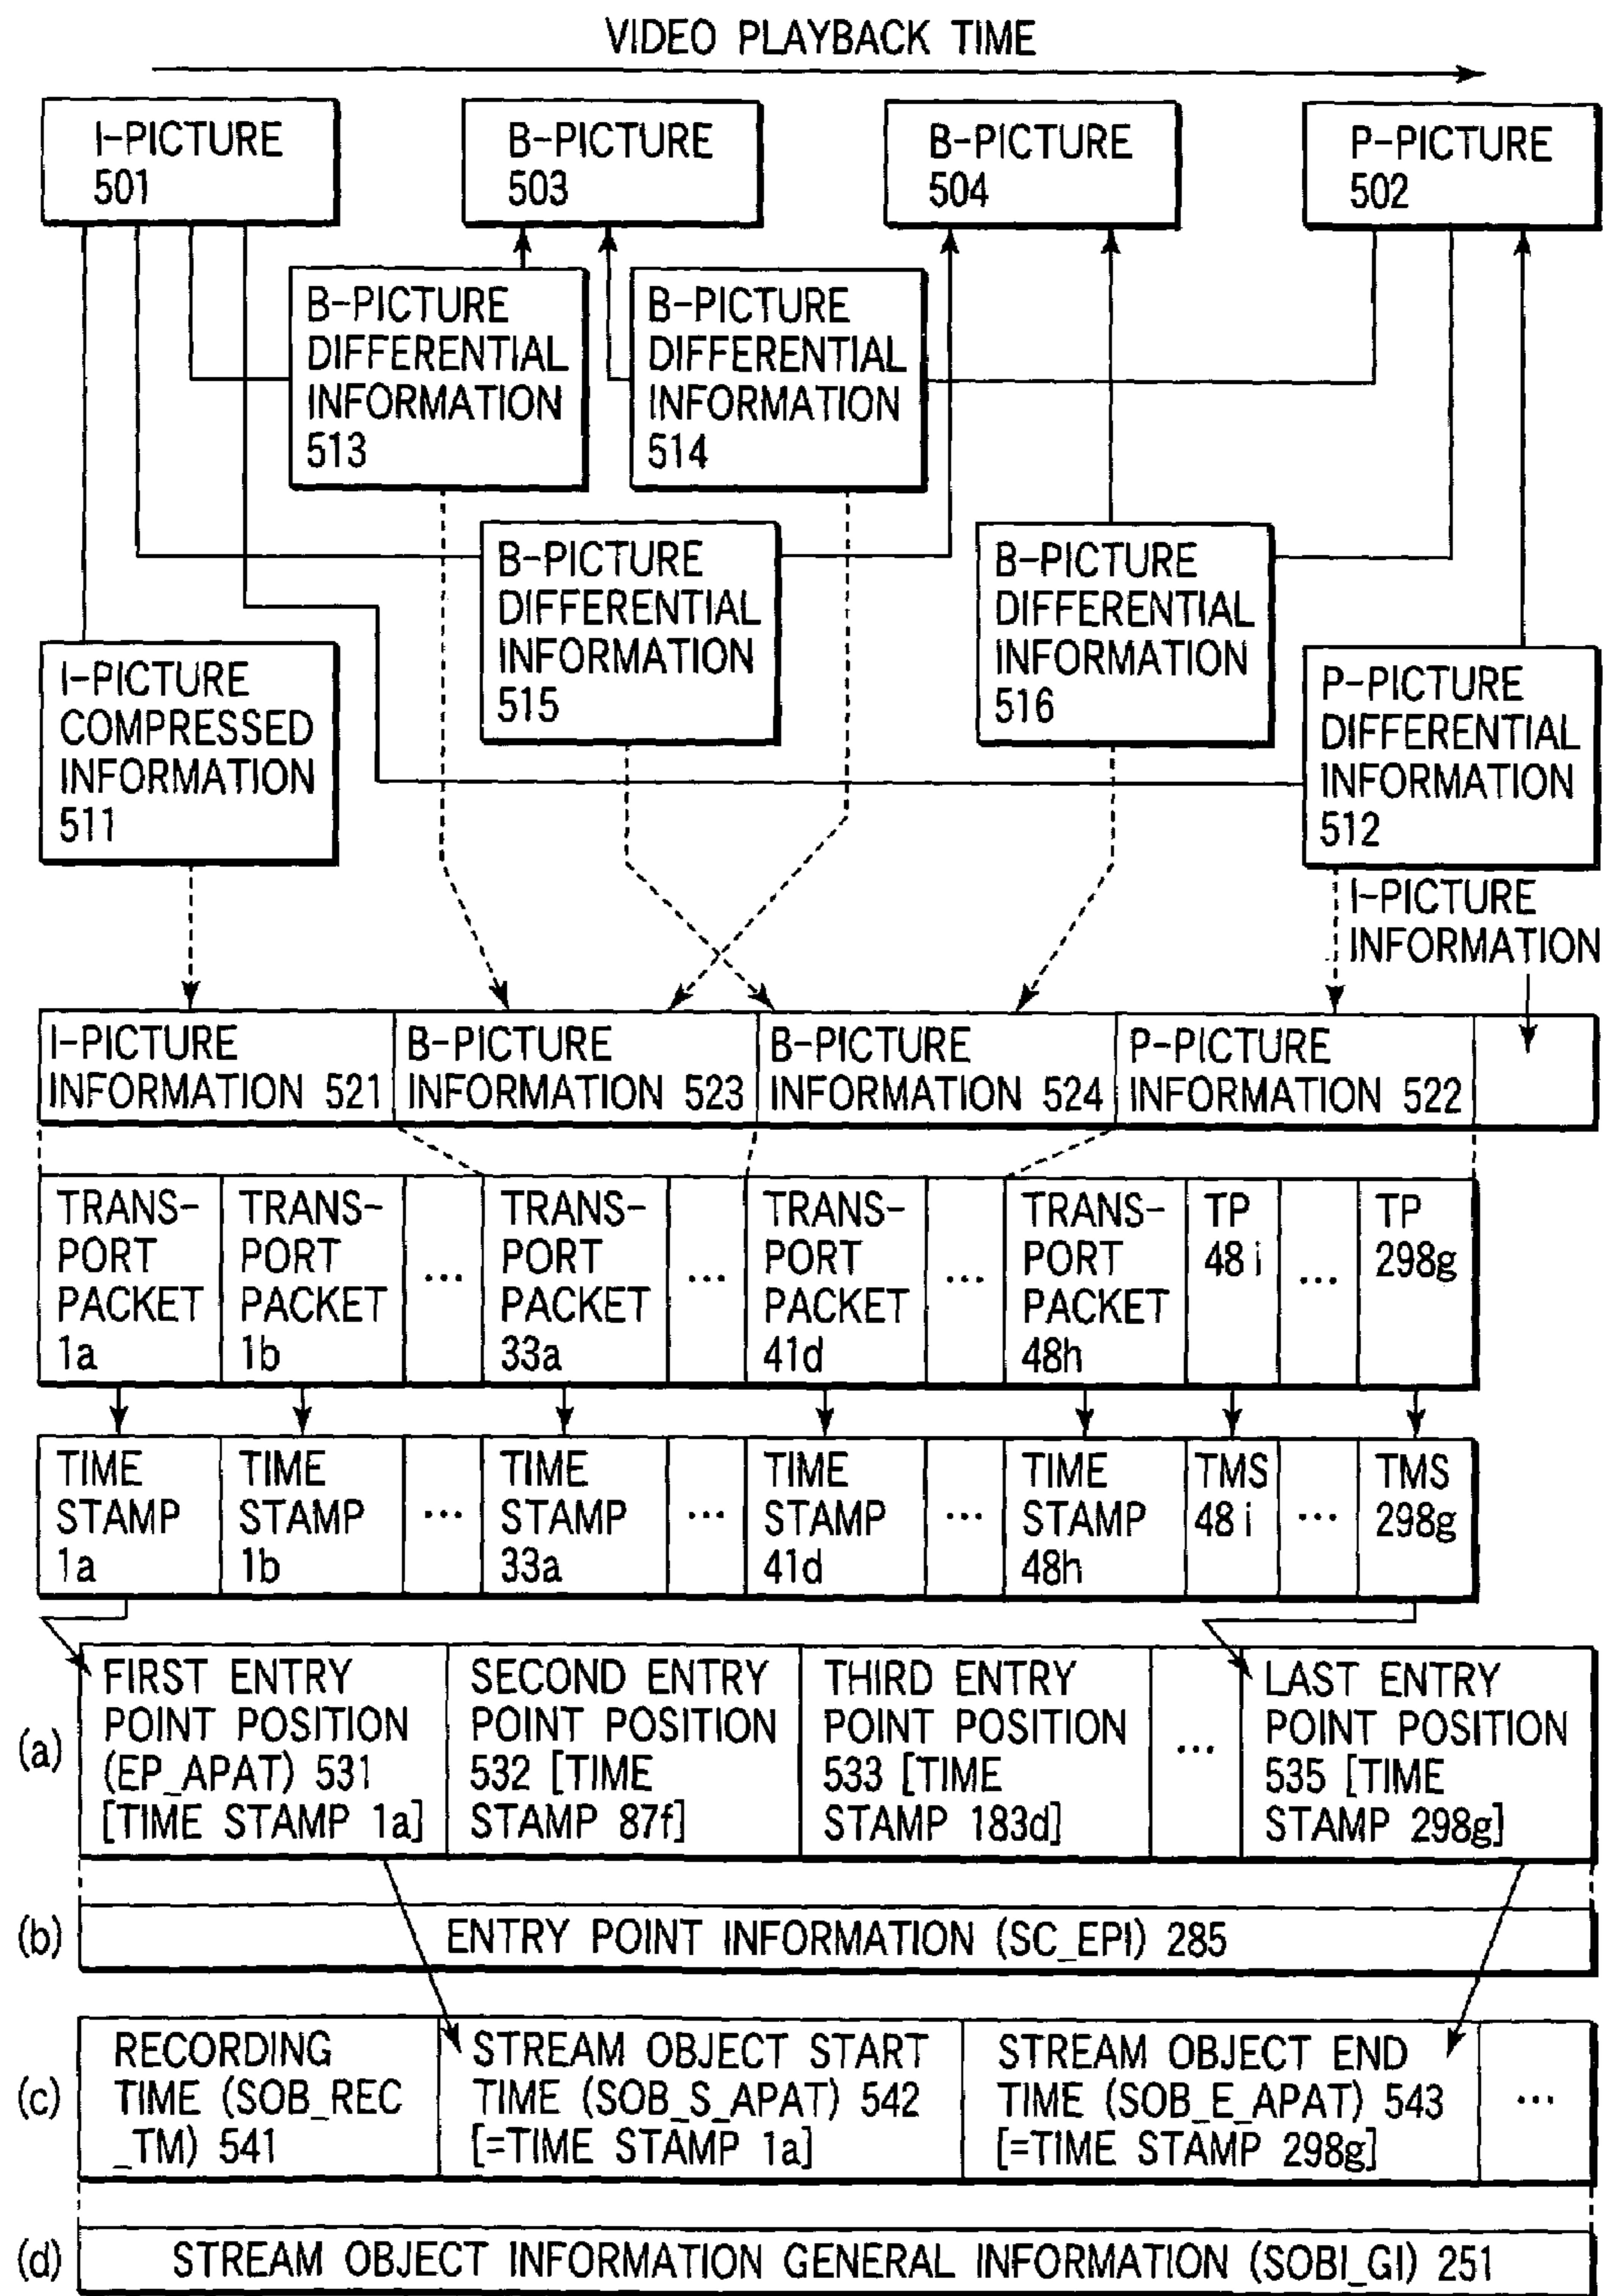 VIDEO PLAYBACK TIME
I-PICTURE
501
B-PICTURE
503
B-PICTURE
504
P-PICTURE
502
B-PICTURE
DIFFERENTIAL
INFORMATION
513
B-PICTURE
DIFFERENTIAL
INFORMATION
514
B-PICTURE
DIFFERENTIAL
INFORMATION
515
B-PICTURE
DIFFERENTIAL
INFORMATION
516
I-PICTURE
COMPRESSED
INFORMATION
511
P-PICTURE
DIFFERENTIAL
INFORMATION
512
I-PICTURE
INFORMATION
I-PICTURE
INFORMATION 521
B-PICTURE
INFORMATION 523
B-PICTURE
INFORMATION 524
P-PICTURE
INFORMATION 522
TRANS-
PORT
PACKET
1a
TRANS-
PORT
PACKET
1b
...
TRANS-
PORT
PACKET
33a
...
TRANS-
PORT
PACKET
41d
...
TRANS-
PORT
PACKET
48h
TP
48i
...
TP
298g
TIME
STAMP
1a
TIME
STAMP
1b
...
TIME
STAMP
33a
...
TIME
STAMP
41d
...
TIME
STAMP
48h
TMS
48i
...
TMS
298g
(a)
FIRST ENTRY
POINT POSITION
(EP_APAT) 531
[TIME STAMP 1a]
SECOND ENTRY
POINT POSITION
532 [TIME
STAMP 87f]
THIRD ENTRY
POINT POSITION
533 [TIME
STAMP 183d]
...
LAST ENTRY
POINT POSITION
535 [TIME
STAMP 298g]
(b)
ENTRY POINT INFORMATION (SC_EPI) 285
(c)
RECORDING
TIME (SOB_REC
_TM) 541
STREAM OBJECT START
TIME (SOB_S_APAT) 542
[=TIME STAMP 1a]
STREAM OBJECT END
TIME (SOB_E_APAT) 543
[=TIME STAMP 298g]
...
(d)
STREAM OBJECT INFORMATION GENERAL INFORMATION (SOBI_GI) 251